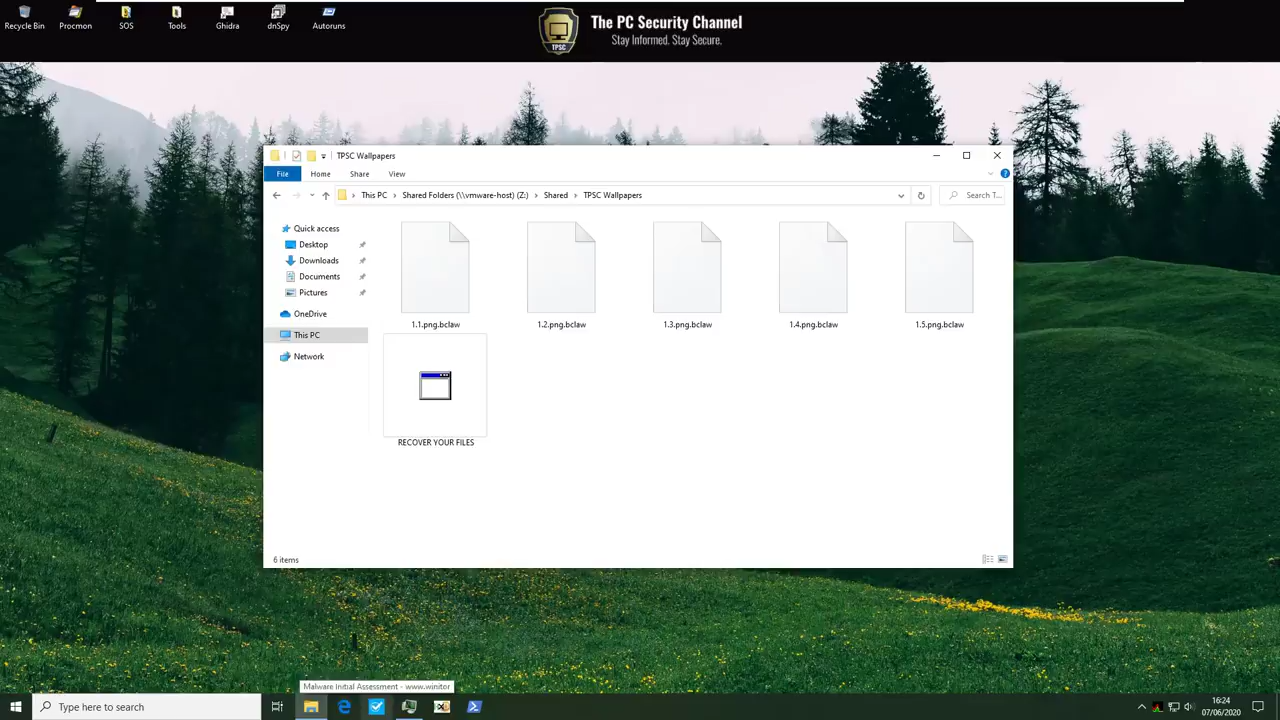 Recycle Bin
Procmon
SOS
Tools
Ghidra
dnSpy
Autoruns
TPSC
The PC Security Channel
Stay Informed. Stay Secure.
TPSC Wallpapers
File
Home
Share
View
This PC
Shared Folders (\\vmware-host) (Z:)
Shared
TPSC Wallpapers
Search T...
Quick access
Desktop
Downloads
Documents
Pictures
OneDrive
This PC
Network
1.1.png.bclaw
1.2.png.bclaw
1.3.png.bclaw
1.4.png.bclaw
1.5.png.bclaw
RECOVER YOUR FILES
6 items
Malware Initial Assessment - www.winitor
Type here to search
16:24
07/06/2020